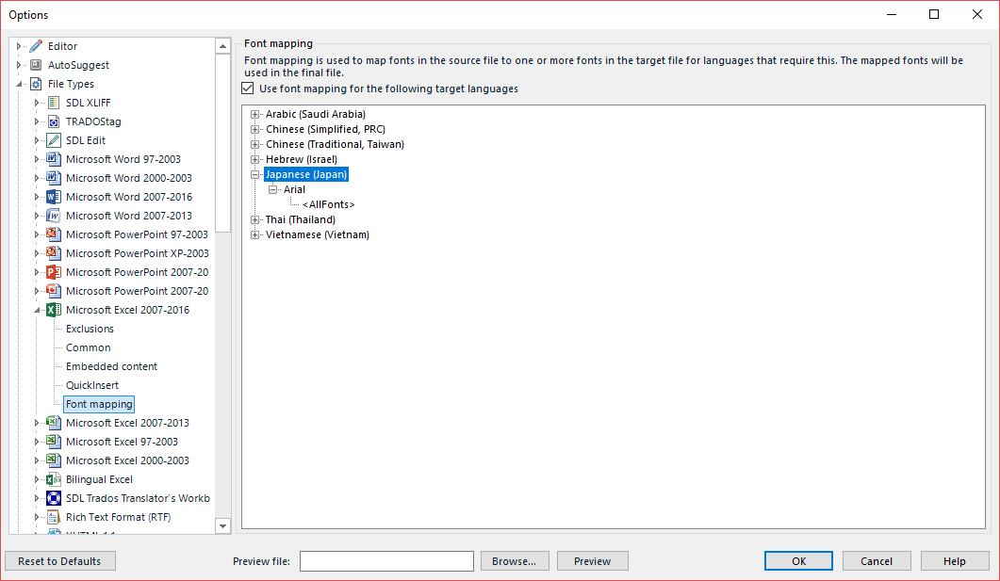 Options
Editor
AutoSuggest
File Types
SDL XLIFF
TRADOStag
SDL Edit
Microsoft Word 97-2003
Microsoft Word 2000-2003
Microsoft Word 2007-2016
Microsoft Word 2007-2013
Microsoft PowerPoint 97-2003
Microsoft PowerPoint XP-2003
Microsoft PowerPoint 2007-20
Microsoft PowerPoint 2007-20
Microsoft Excel 2007-2016
Exclusions
Common
Embedded content
QuickInsert
Font mapping
Microsoft Excel 2007-2013
Microsoft Excel 97-2003
Microsoft Excel 2000-2003
Bilingual Excel
SDL Trados Translator's Workb
Rich Text Format (RTF)
Font mapping
Font mapping is used to map fonts in the source file to one or more fonts in the target file for languages that require this. The mapped fonts will be
used in the final file.
Use font mapping for the following target languages
Arabic (Saudi Arabia)
Chinese (Simplified, PRC)
Chinese (Traditional, Taiwan)
Hebrew (Israel)
Japanese (Japan)
Arial
<AllFonts>
Thai (Thailand)
Vietnamese (Vietnam)
Reset to Defaults
Preview file:
Browse...
Preview
OK
Cancel
Help